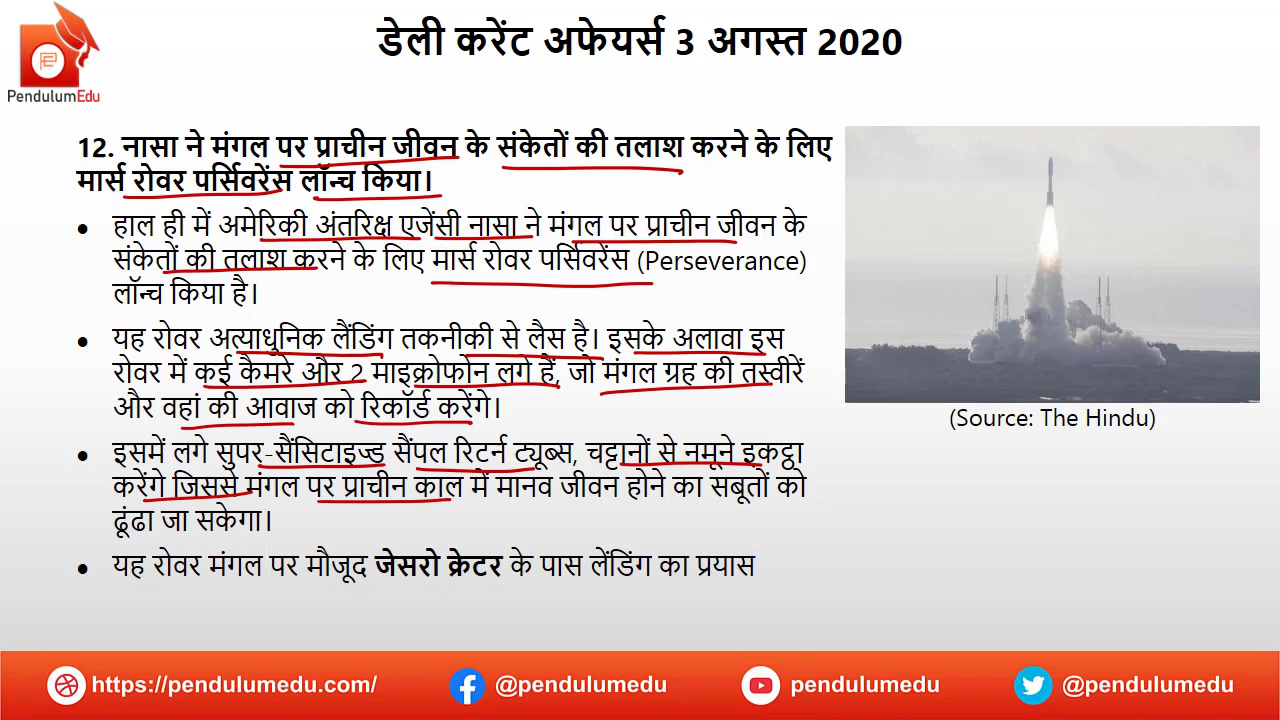 डेली करेंट अफेयर्स 3 अगस्त 2020
PendulumEdu
12. नासा ने मंगल पर प्राचीन जीवन के संकेतों की तलाश करने के लिए
मार्स रोवर पर्सिवरेंस लॉन्च किया।
हाल ही में अमेरिकी अंतरिक्ष एजेंसी नासा ने मंगल पर प्राचीन जीवन के
संकेतों की तलाश करने के लिए मार्स रोवर पर्सिवरेंस (Perseverance)
लॉन्च किया है।
यह रोवर अत्याधुनिक लैंडिंग तकनीकी से लैस है। इसके अलावा इस
रोवर में कई कैमरे और 2 माइक्रोफोन लगे हैं, जो मंगल ग्रह की तस्वीरें
और वहां की आवाज को रिकॉर्ड करेंगे।
इसमें लगे सुपर-सैंसिटाइज्ड सैंपल रिटर्न ट्यूब्स, चट्टानों से नमूने इकट्ठा
करेंगे जिससे मंगल पर प्राचीन काल में मानव जीवन होने का सबूतों को
ढूंढा जा सकेगा।
यह रोवर मंगल पर मौजूद जेसरो क्रेटर के पास लेंडिंग का प्रयास
(Source: The Hindu)
https://pendulumedu.com/
@pendulumedu
pendulumedu
@pendulumedu